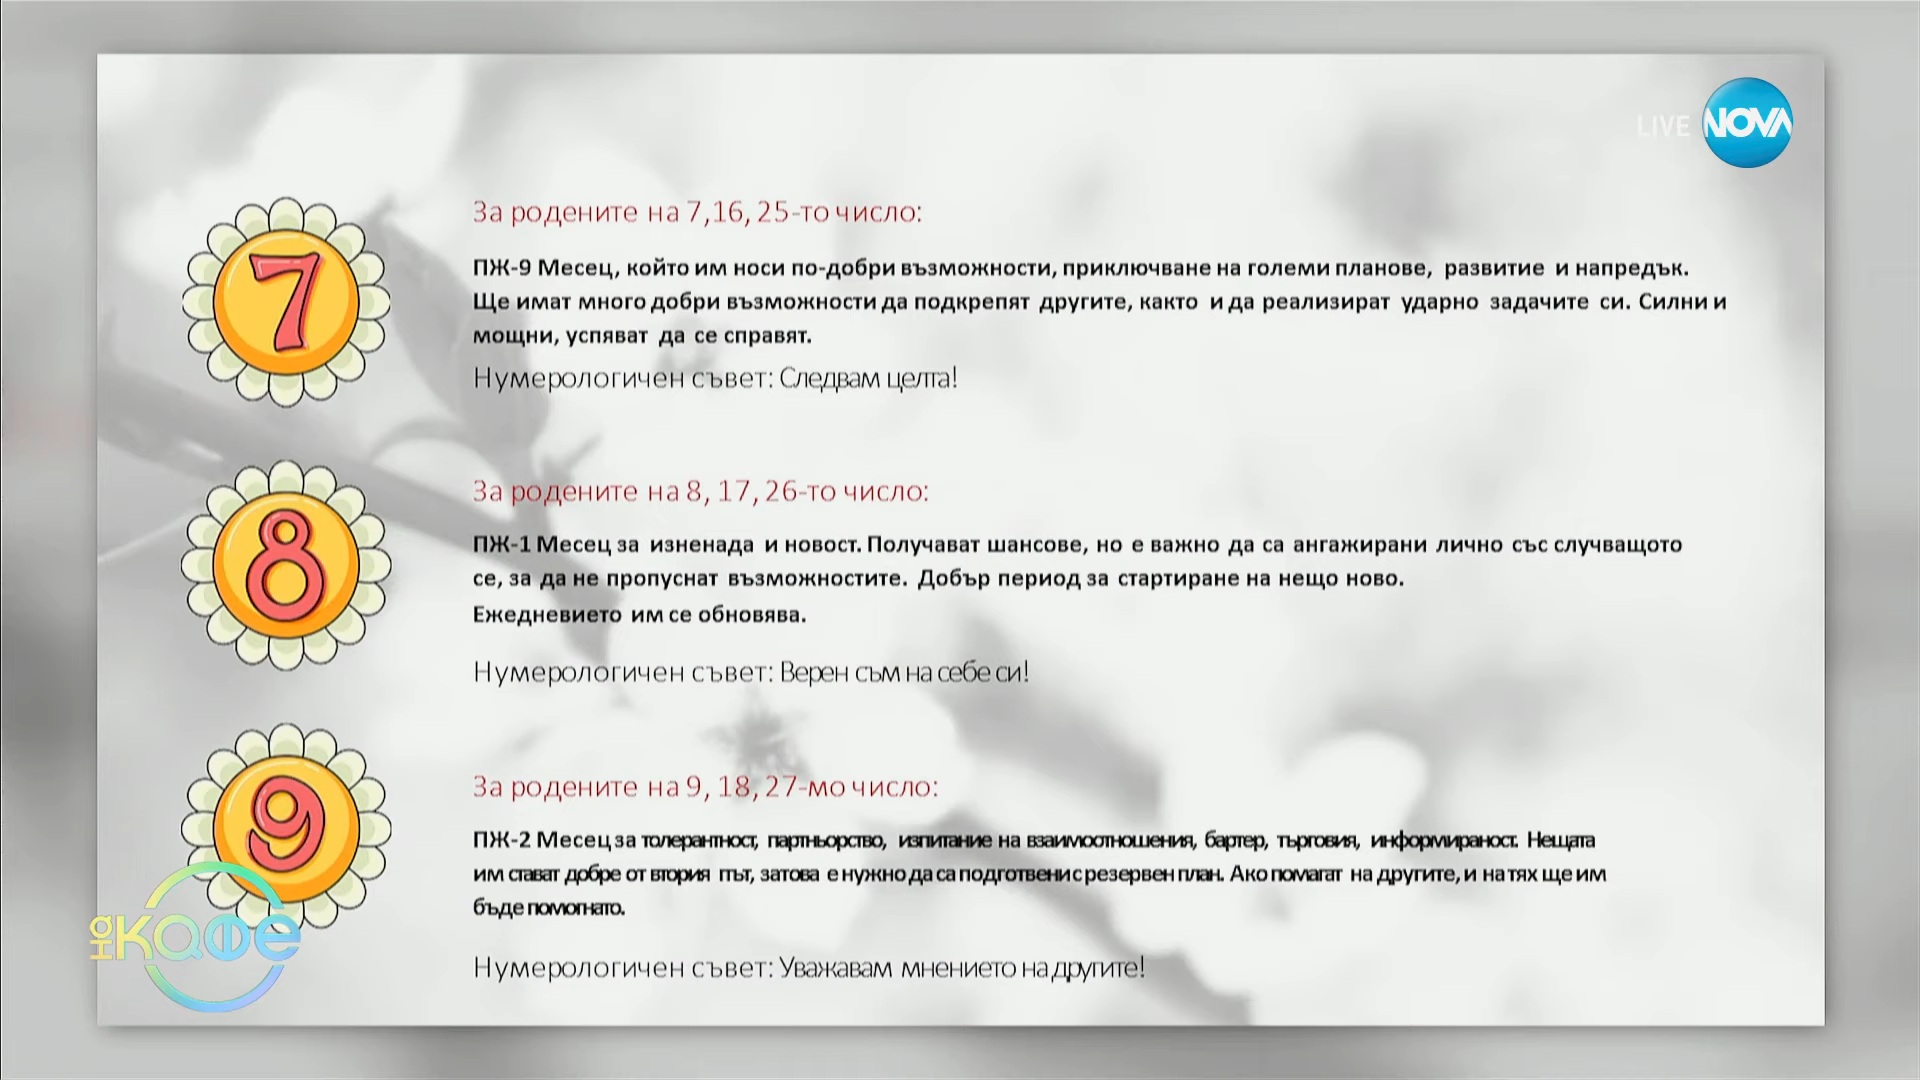 LIVE NOVA
7
За родените на 7,16, 25-то число:
ПЖ-9 Месец, който им носи по-добри възможности, приключване на големи планове, развитие и напредък.
Ще имат много добри възможности да подкрепят другите, както и да реализират ударно задачите си. Силни и
мощни, успяват да се справят.
Нумерологичен съвет: Следвам целта!
8
За родените на 8, 17, 26-то число:
ПЖ-1 Месец за изненада и новост. Получават шансове, но е важно да са ангажирани лично със случващото
се, за да не пропуснат възможностите. Добър период за стартиране на нещо ново.
Ежедневието им се обновява.
Нумерологичен съвет: Верен съм на себе си!
9
За родените на 9, 18, 27-мо число:
ПЖ-2 Месец за толерантност, партньорство, изпитание на взаимоотношения, бартер, търговия, информираност. Нещата
им стават добре от втория път, затова е нужно да са подготвени с резервен план. Ако помагат на другите, и на тях ще им
бъде помогнато.
Нумерологичен съвет: Уважавам мнението на другите!
на кафе